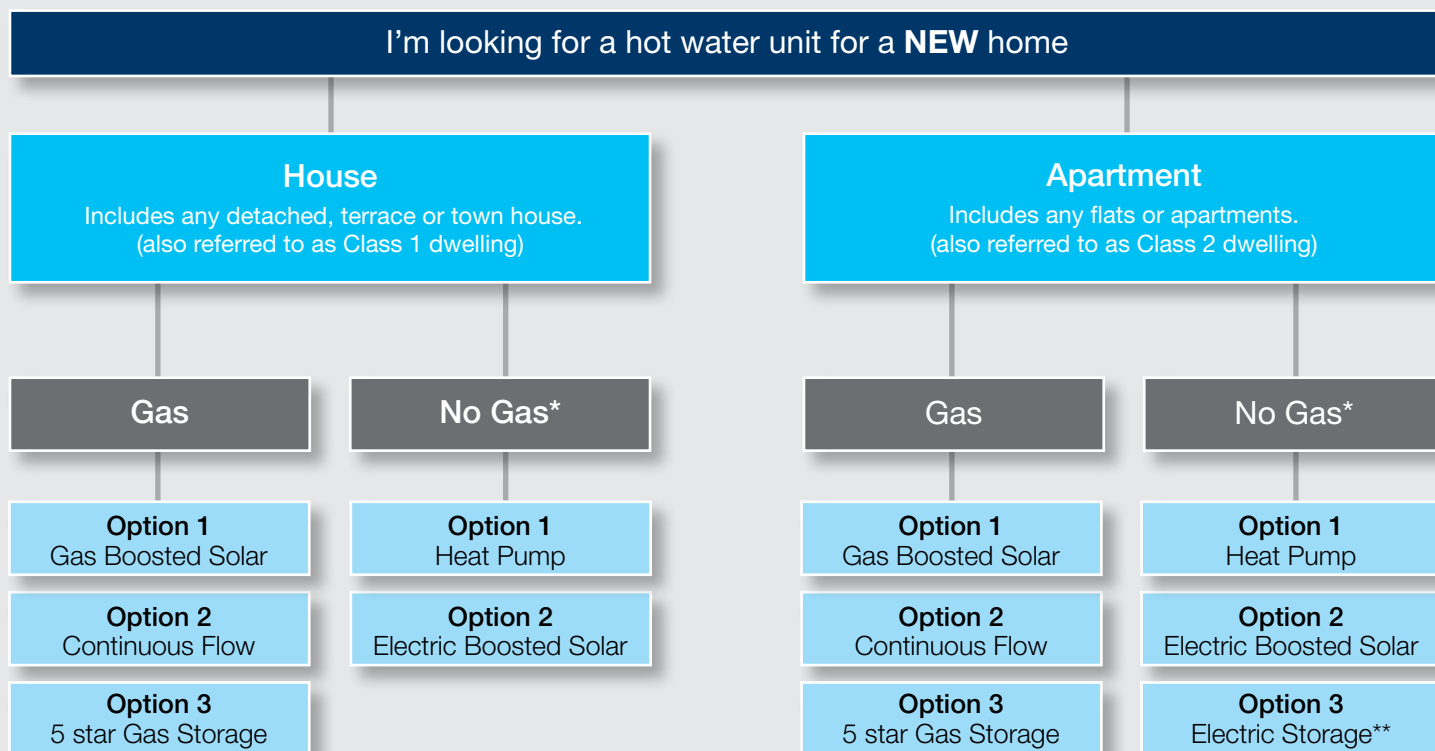 I'm looking for a hot water unit for a NEW home
House
Includes any detached, terrace or town house.
(also referred to as Class 1 dwelling)
Apartment
Includes any flats or apartments.
(also referred to as Class 2 dwelling)
Gas
No Gas*
Gas
No Gas*
Option 1
Gas Boosted Solar
Option 1
Heat Pump
Option 1
Gas Boosted Solar
Option 1
Heat Pump
Option 2
Continuous Flow
Option 2
Electric Boosted Solar
Option 2
Continuous Flow
Option 2
Electric Boosted Solar
Option 3
5 star Gas Storage
Option 3
5 star Gas Storage
Option 3
Electric Storage**